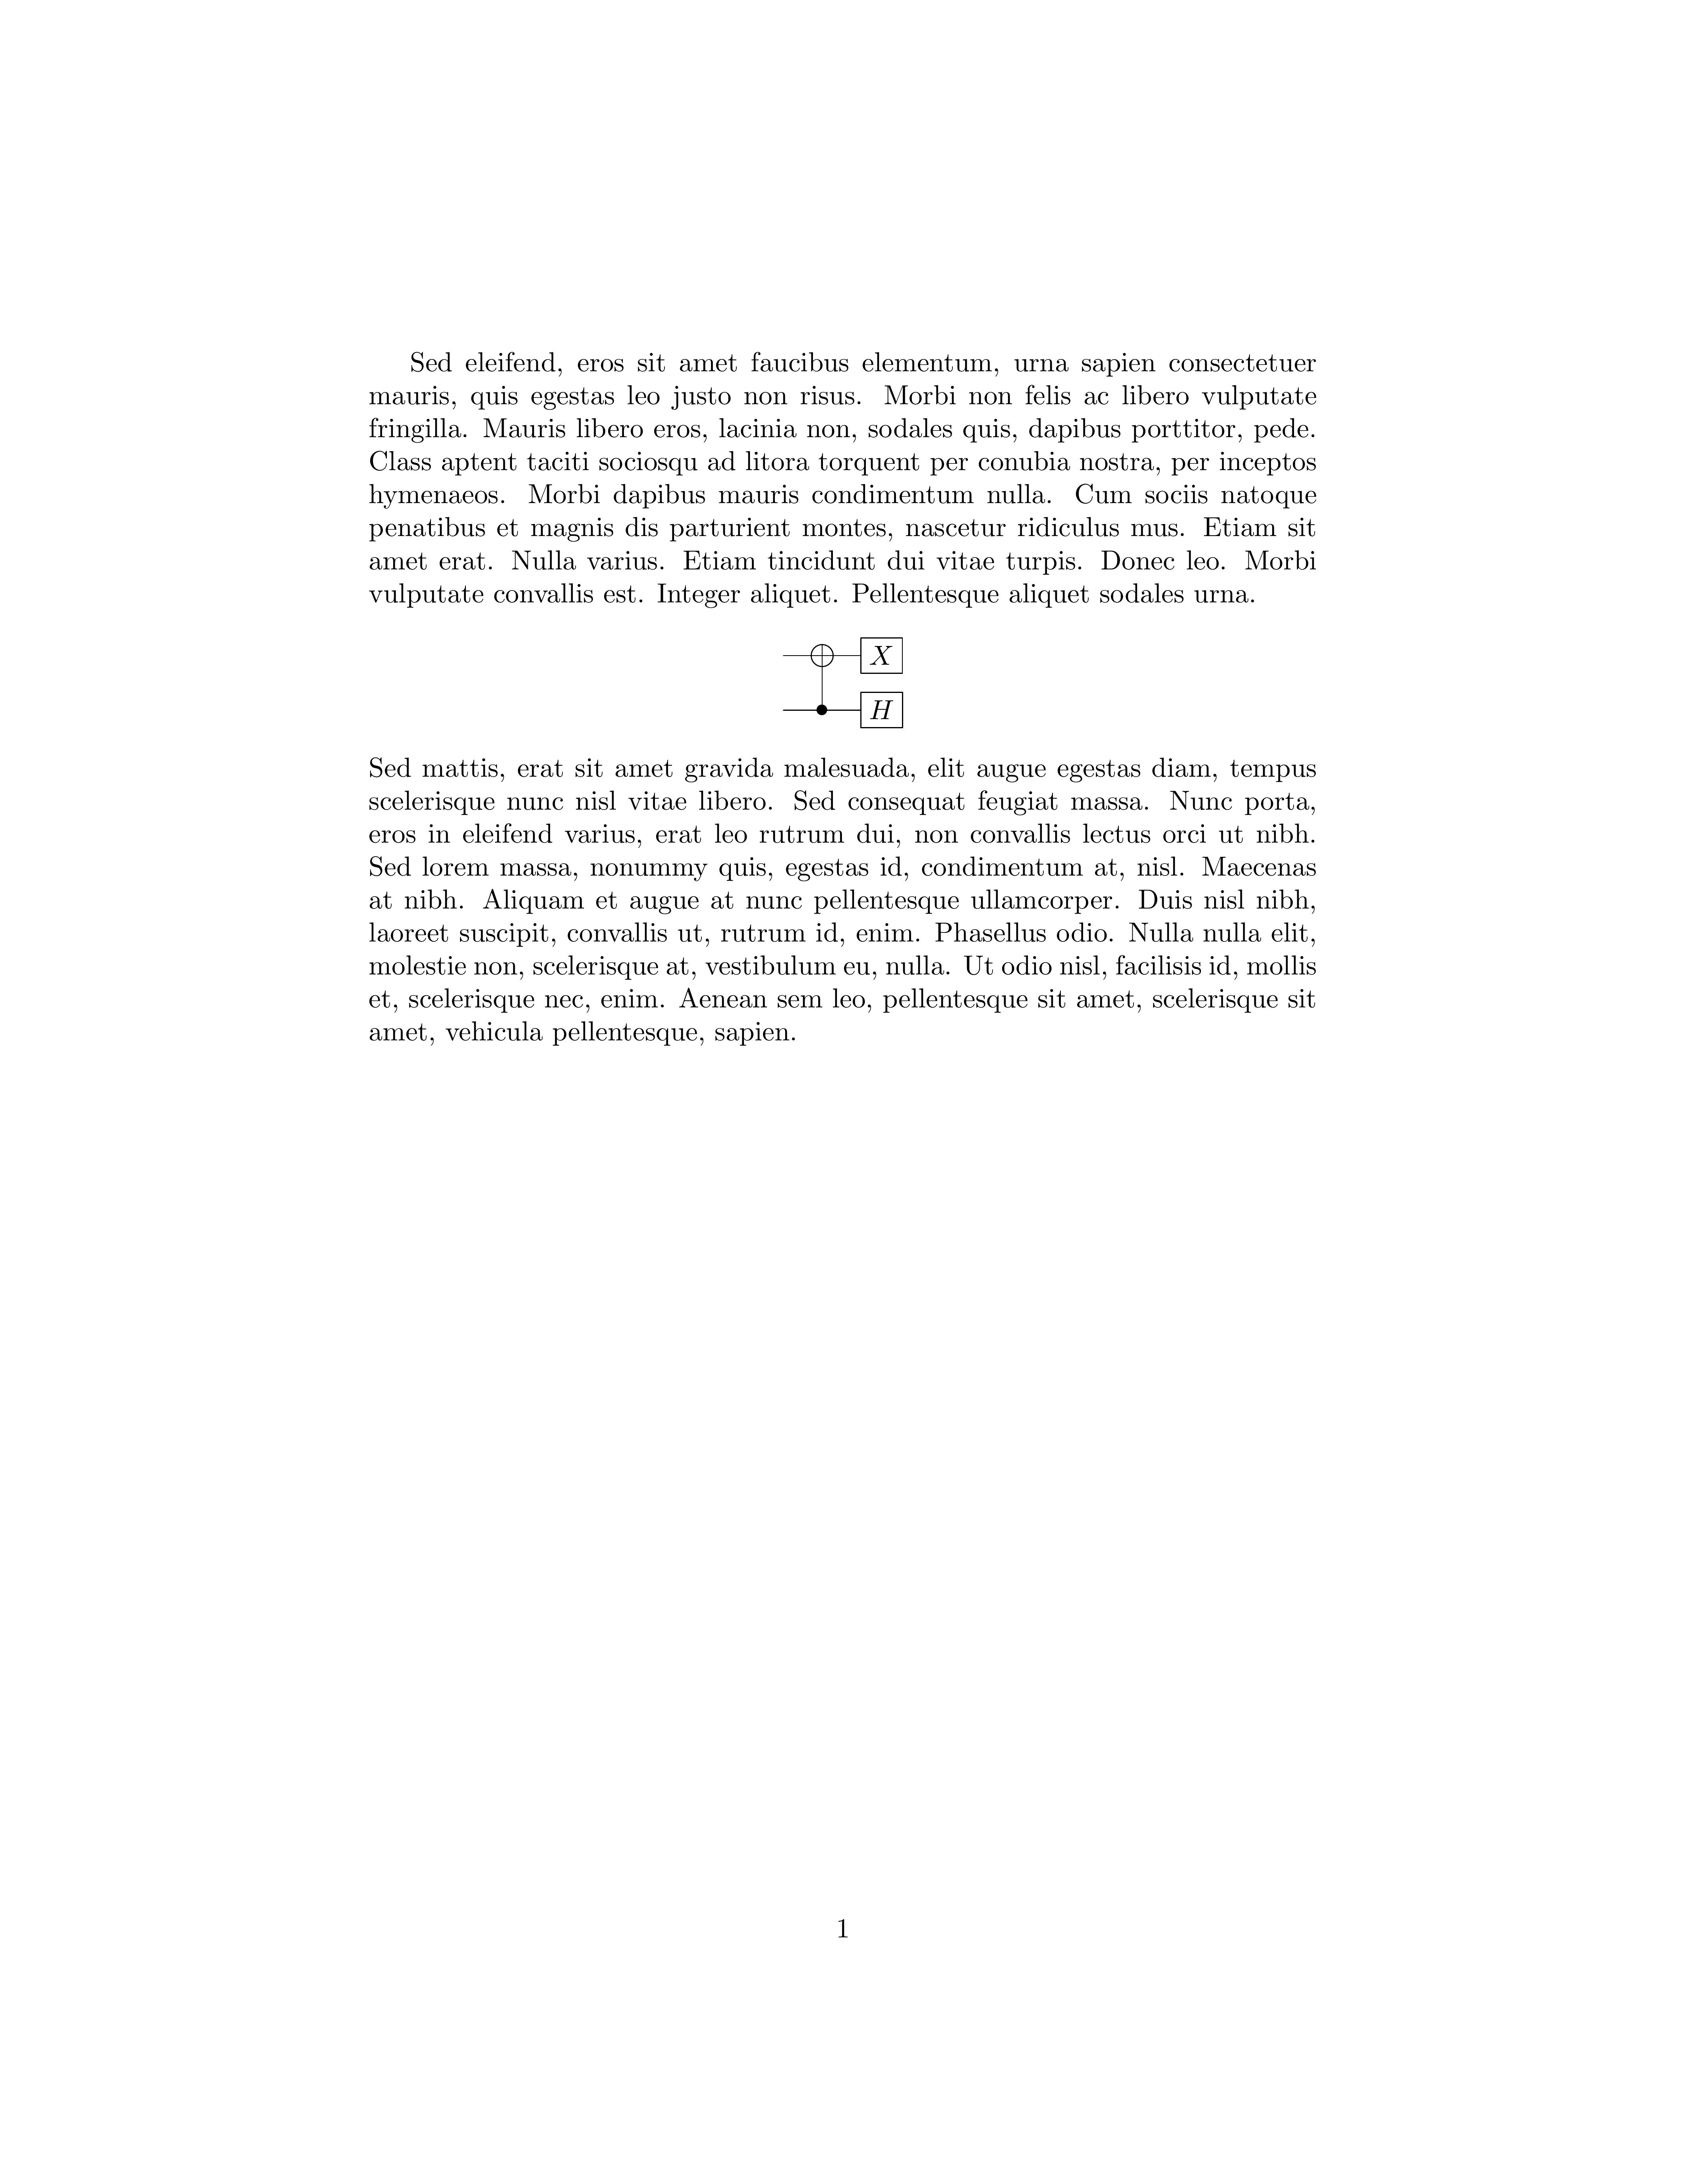 Sed eleifend, eros sit amet faucibus elementum, urna sapien consectetuer
mauris, quis egestas leo justo non risus. Morbi non felis ac libero vulputate
fringilla. Mauris libero eros, lacinia non, sodales quis, dapibus porttitor, pede.
Class aptent taciti sociosqu ad litora torquent per conubia nostra, per inceptos
hymenaeos. Morbi dapibus mauris condimentum nulla. Cum sociis natoque
penatibus et magnis dis parturient montes, nascetur ridiculus mus. Etiam sit
amet erat. Nulla varius. Etiam tincidunt dui vitae turpis. Donec leo. Morbi
vulputate convallis est. Integer aliquet. Pellentesque aliquet sodales urna.
X
H
Sed mattis, erat sit amet gravida malesuada, elit augue egestas diam, tempus
scelerisque nunc nisl vitae libero. Sed consequat feugiat massa. Nunc porta,
eros in eleifend varius, erat leo rutrum dui, non convallis lectus orci ut nibh.
Sed lorem massa, nonummy quis, egestas id, condimentum at, nisl. Maecenas
at nibh. Aliquam et augue at nunc pellentesque ullamcorper. Duis nisl nibh,
laoreet suscipit, convallis ut, rutrum id, enim. Phasellus odio. Nulla nulla elit,
molestie non, scelerisque at, vestibulum eu, nulla. Ut odio nisl, facilisis id, mollis
et, scelerisque nec, enim. Aenean sem leo, pellentesque sit amet, scelerisque sit
amet, vehicula pellentesque, sapien.
1